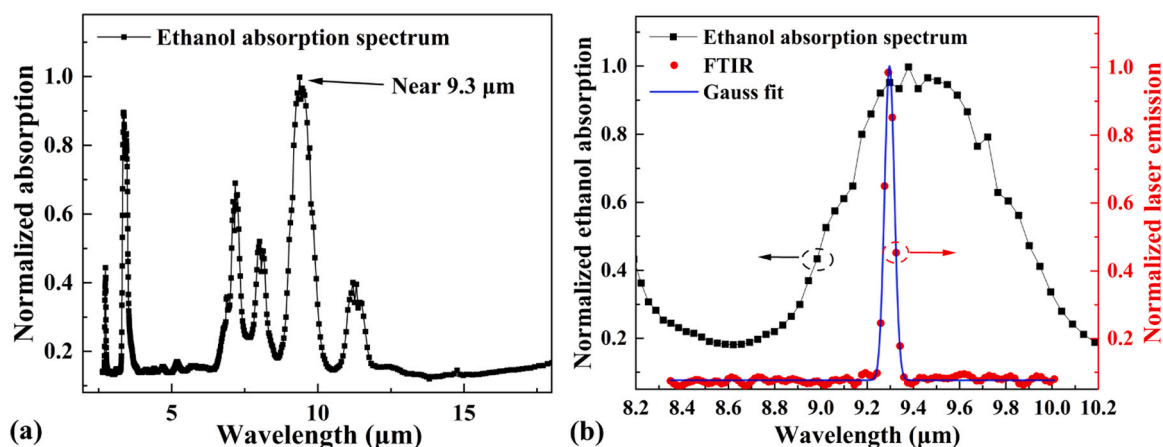 Ethanol absorption spectrum
Near 9.3 μm
Normalized absorption
1.0
0.8
0.6
0.4
0.2
5
10
15
Wavelength (μm)
(a)
Ethanol absorption spectrum
FTIR
Gauss fit
Normalized ethanol absorption
1.0
0.8
0.6
0.4
0.2
8.2 8.4 8.6 8.8 9.0 9.2 9.4 9.6 9.8 10.0 10.2
Wavelength (μm)
1.0
0.8
0.6
0.4
0.2
Normalized laser emission
(b)